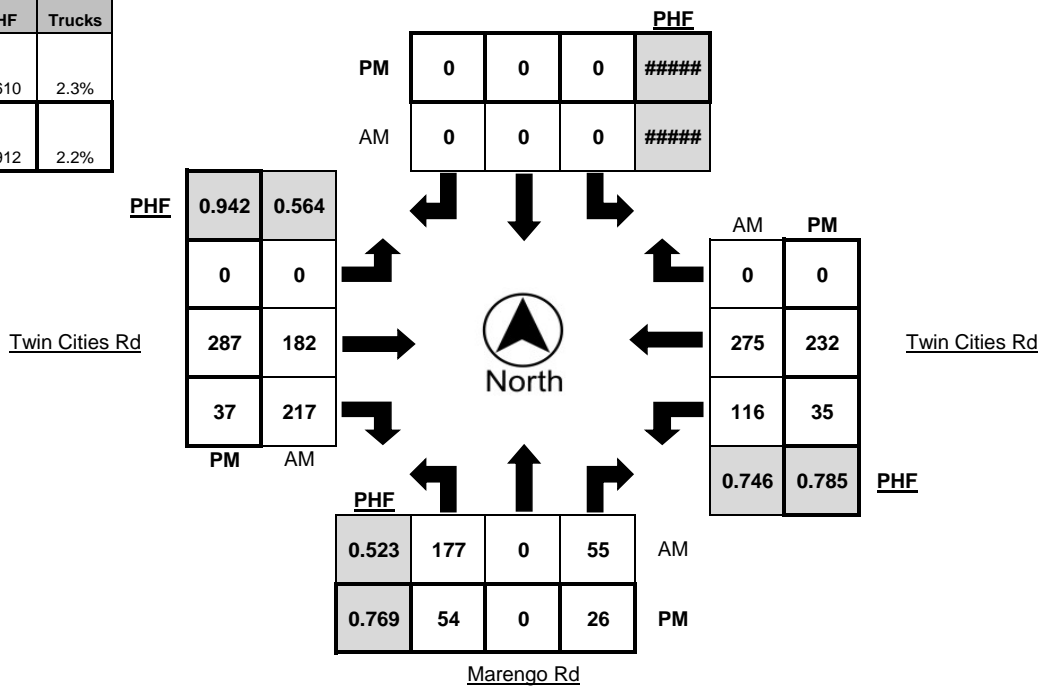 Trucks
2.3%
2.2%
PHF
PM 0 0 0 #####
AM 0 0 0 #####
PHF 0.942 0.564
0 0
Twin Cities Rd 287 182
37 217
PM AM
North
AM PM
0 0
275 232 Twin Cities Rd
116 35
0.746 0.785 PHF
PHF
0.523 177 0 55 AM
0.769 54 0 26 PM
Marengo Rd